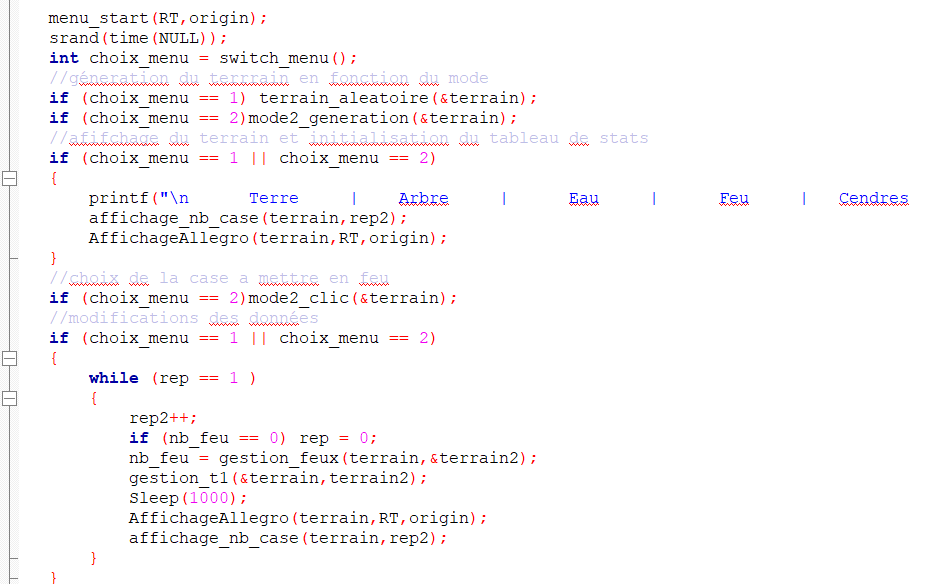 menu_start(RT,origin);
srand(time(NULL));
int choix_menu = switch_menu();
//géneration du terrrain en fonction du mode
if (choix_menu == 1) terrain_aleatoire(&terrain);
if (choix_menu == 2)mode2_generation(&terrain);
//afifchage du terrain et initialisation du tableau de stats
if (choix_menu == 1 || choix_menu == 2)
{
printf("\n      Terre     |    Arbre     |      Eau     |      Feu     |   Cendres
affichage_nb_case(terrain,rep2);
AffichageAllegro(terrain,RT,origin);
}
//choix de la case a mettre en feu
if (choix_menu == 2)mode2_clic(&terrain);
//modifications des données
if (choix_menu == 1 || choix_menu == 2)
{
while (rep == 1 )
{
rep2++;
if (nb_feu == 0) rep = 0;
nb_feu = gestion_feux(terrain,&terrain2);
gestion_t1(&terrain,terrain2);
Sleep(1000);
AffichageAllegro(terrain,RT,origin);
affichage_nb_case(terrain,rep2);
}
}